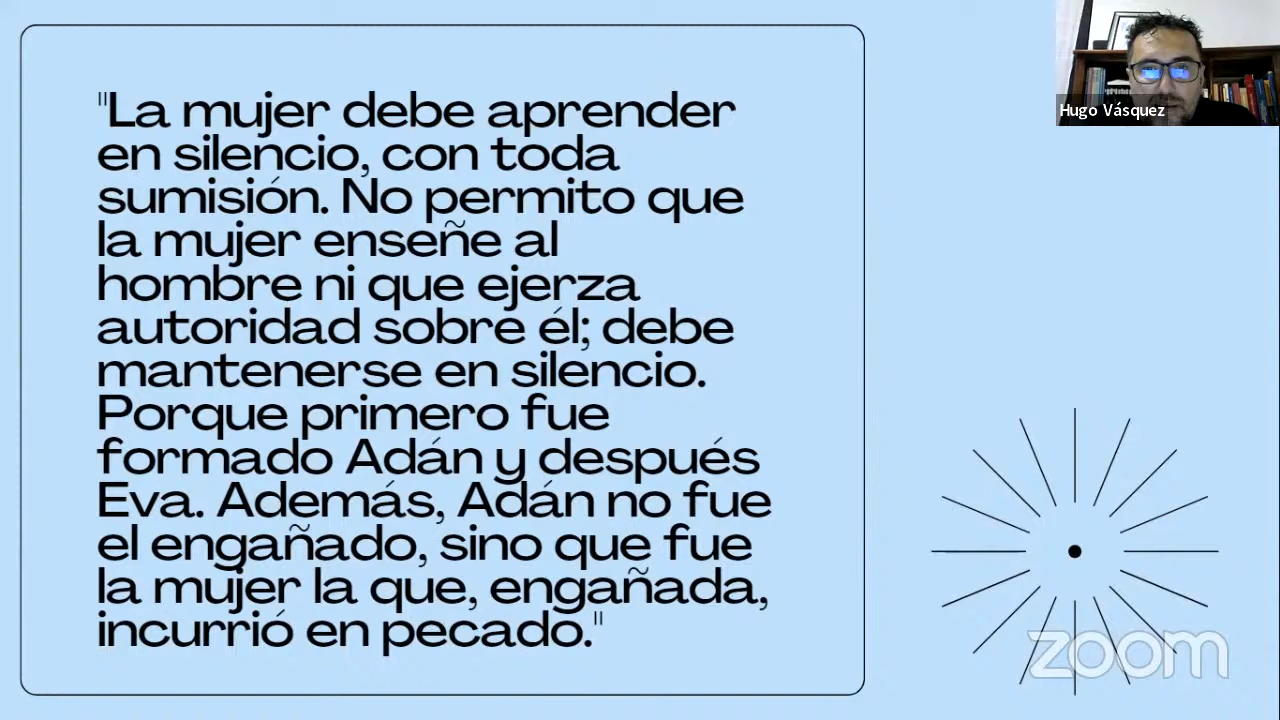 "La mujer debe aprender
en silencio, con toda
sumisión. No permito que
la mujer enseñe al
hombre ni que ejerza
autoridad sobre él; debe
mantenerse en silencio.
Porque primero fue
formado Adán y después
Eva. Además, Adán no fue
el engañado, sino que fue
la mujer la que, engañada,
incurrió en pecado."
Hugo Vásquez
zoom